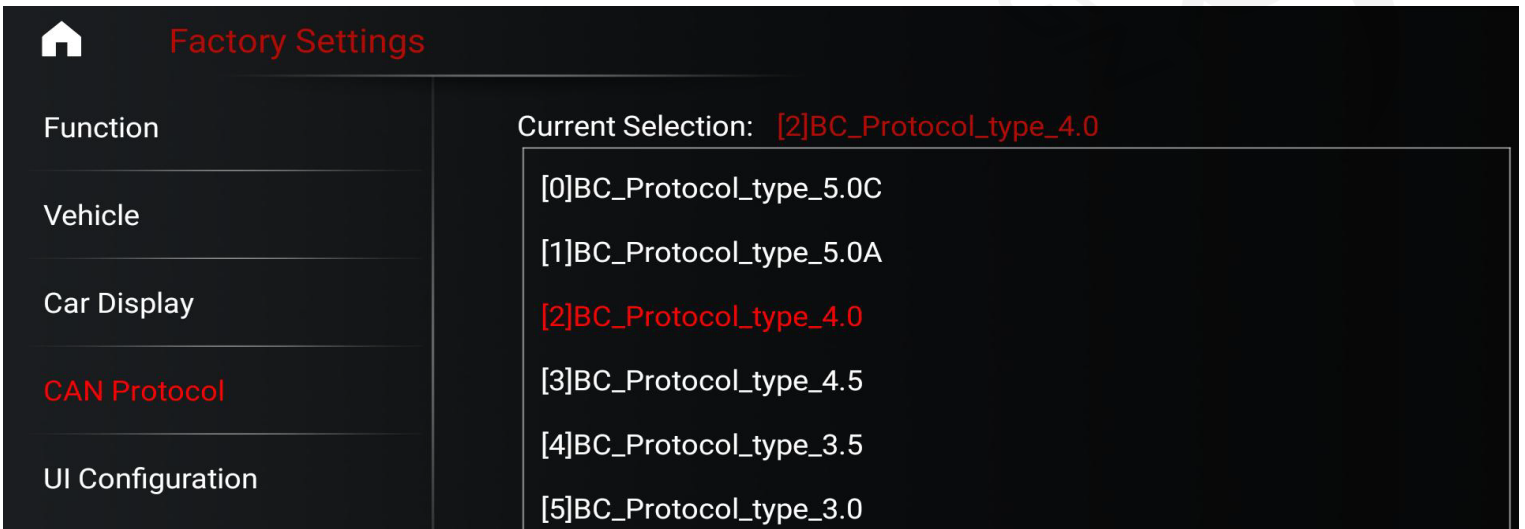 Factory Settings
Function
Vehicle
Car Display
CAN Protocol
UI Configuration
Current Selection: [2]BC_Protocol_type_4.0
[0]BC_Protocol_type_5.0C
[1]BC_Protocol_type_5.0A
[2]BC_Protocol_type_4.0
[3]BC_Protocol_type_4.5
[4]BC_Protocol_type_3.5
[5]BC_Protocol_type_3.0